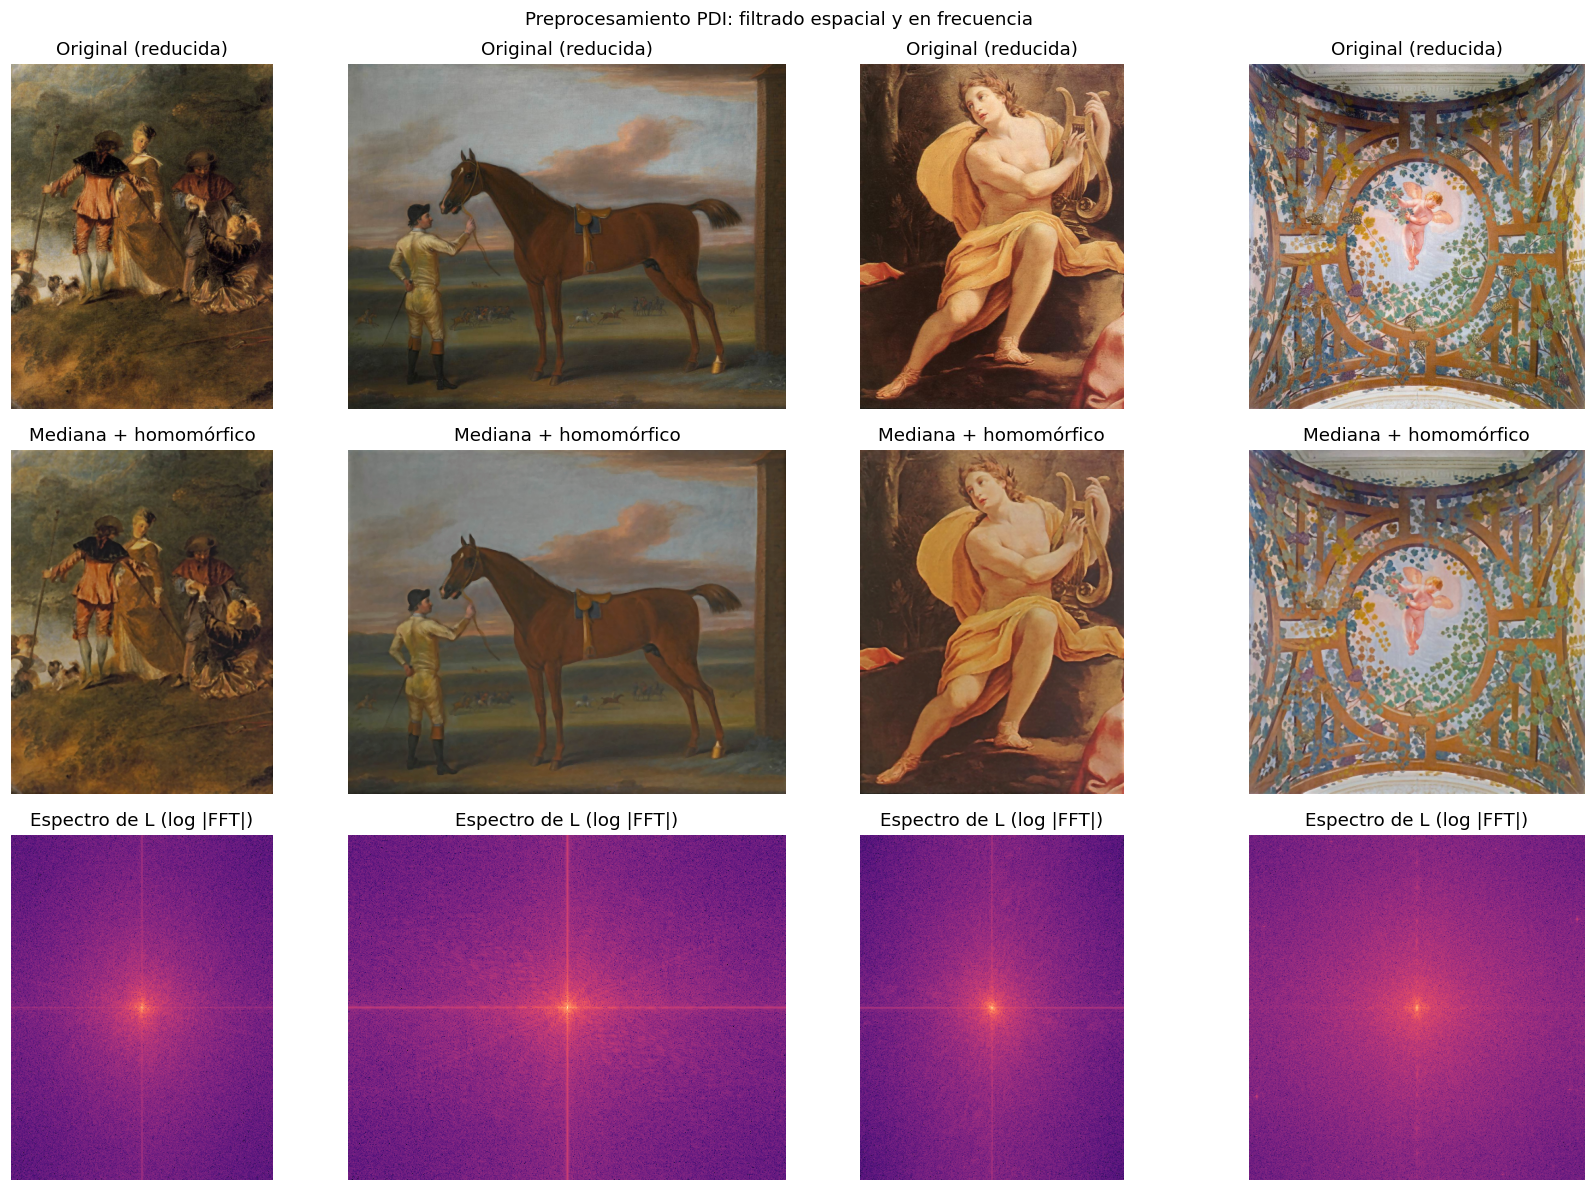 Preprocesamiento PDI: filtrado espacial y en frecuencia
Original (reducida)
Original (reducida)
Original (reducida)
Original (reducida)
Mediana + homomórfico
Mediana + homomórfico
Mediana + homomórfico
Mediana + homomórfico
Espectro de L (log |FFT|)
Espectro de L (log |FFT|)
Espectro de L (log |FFT|)
Espectro de L (log |FFT|)